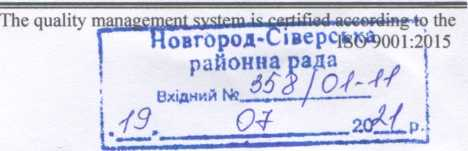 The quality management system is certified according to the
ISO 9001:2015
Новгород-Сіверська
районна рада
Вхідний № 358/01-11
19. 07 2021 р.